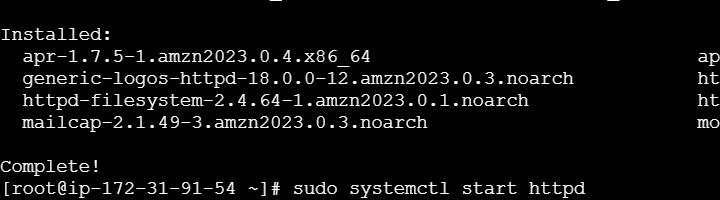 Installed:
apr-1.7.5-1.amzn2023.0.4.x86_64 ap
generic-logos-httpd-18.0.0-12.amzn2023.0.3.noarch ht
httpd-filesystem-2.4.64-1.amzn2023.0.1.noarch ht
mailcap-2.1.49-3.amzn2023.0.3.noarch mo
Complete!
[root@ip-172-31-91-54 ~]# sudo systemctl start httpd